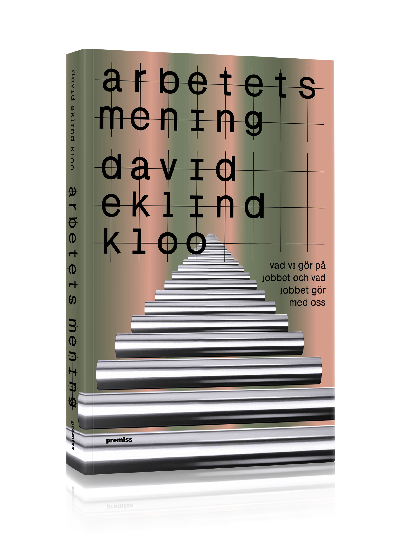 arbetets
mening
david
eklind
kloo
vad vi gör på
jobbet och vad
jobbet gör
med oss
premiss
david eklind kloo
arbetets mening
premiss